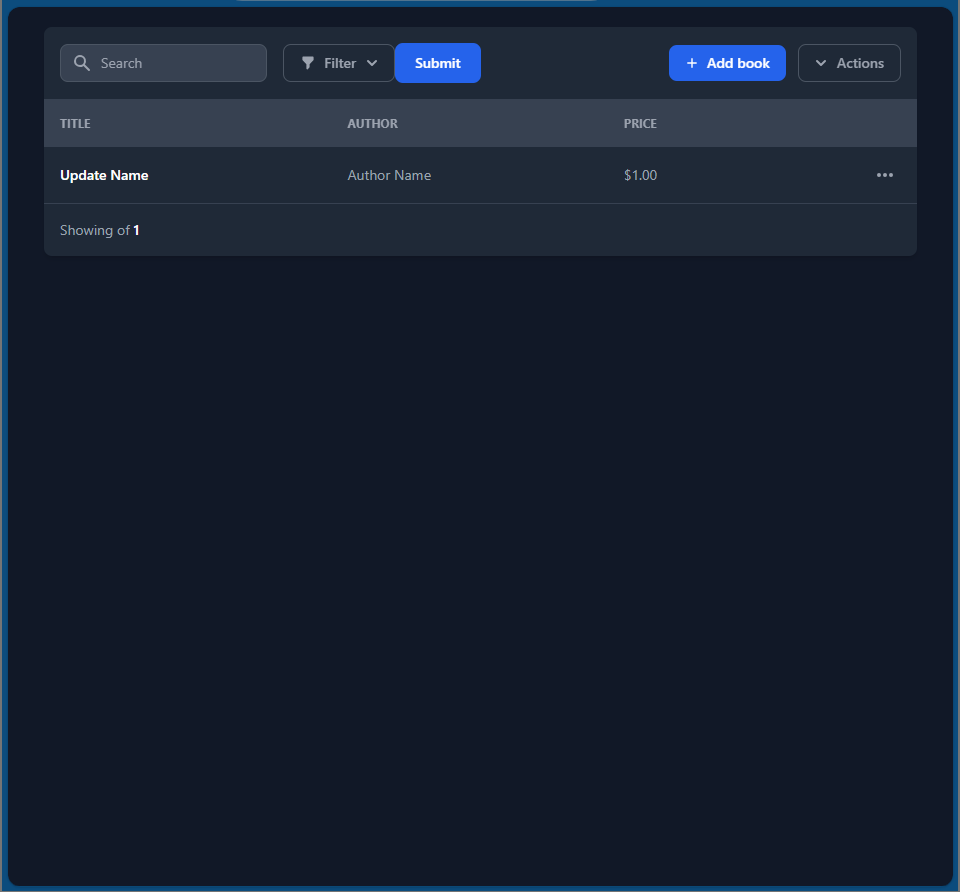 Search Filter Submit + Add book Actions
TITLE AUTHOR PRICE
Update Name Author Name $1.00 •••
Showing of 1